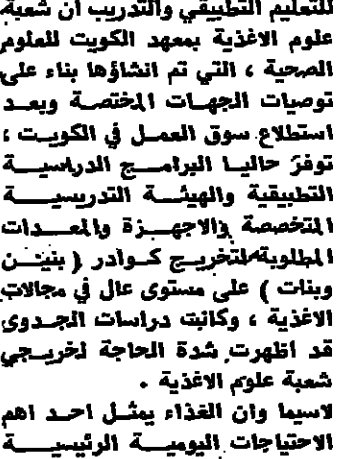 للتعليم التطبيقي والتدريب ان شعبة
علوم الاغذية بمعهد الكويت للعلوم
الصحية ، التي تم انشاؤها بناء على
توصيات الجهات المختصة وبعد
استطلاع سوق العمل في الكويت ،
توفر حاليا البرامج الدراسية
التطبيقية والهيئة التدريسية
المتخصصة والاجهزة والمعدات
المطلوبة لتخريج كوادر ( بنين
وبنات ) على مستوى عال في مجالات
الاغذية ، وكانت دراسات الجدوى
قد اظهرت شدة الحاجة لخريجي
شعبة علوم الاغذية .
لاسيما وان الغذاء يمثل احد اهم
الاحتياجات اليومية الرئيسية